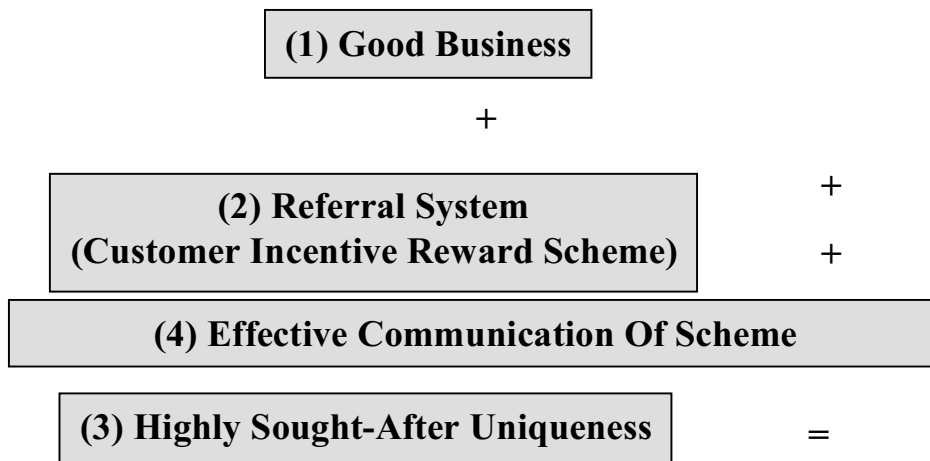 (1) Good Business
+
(2) Referral System
+
(Customer Incentive Reward Scheme)
+
(4) Effective Communication Of Scheme
(3) Highly Sought-After Uniqueness
=